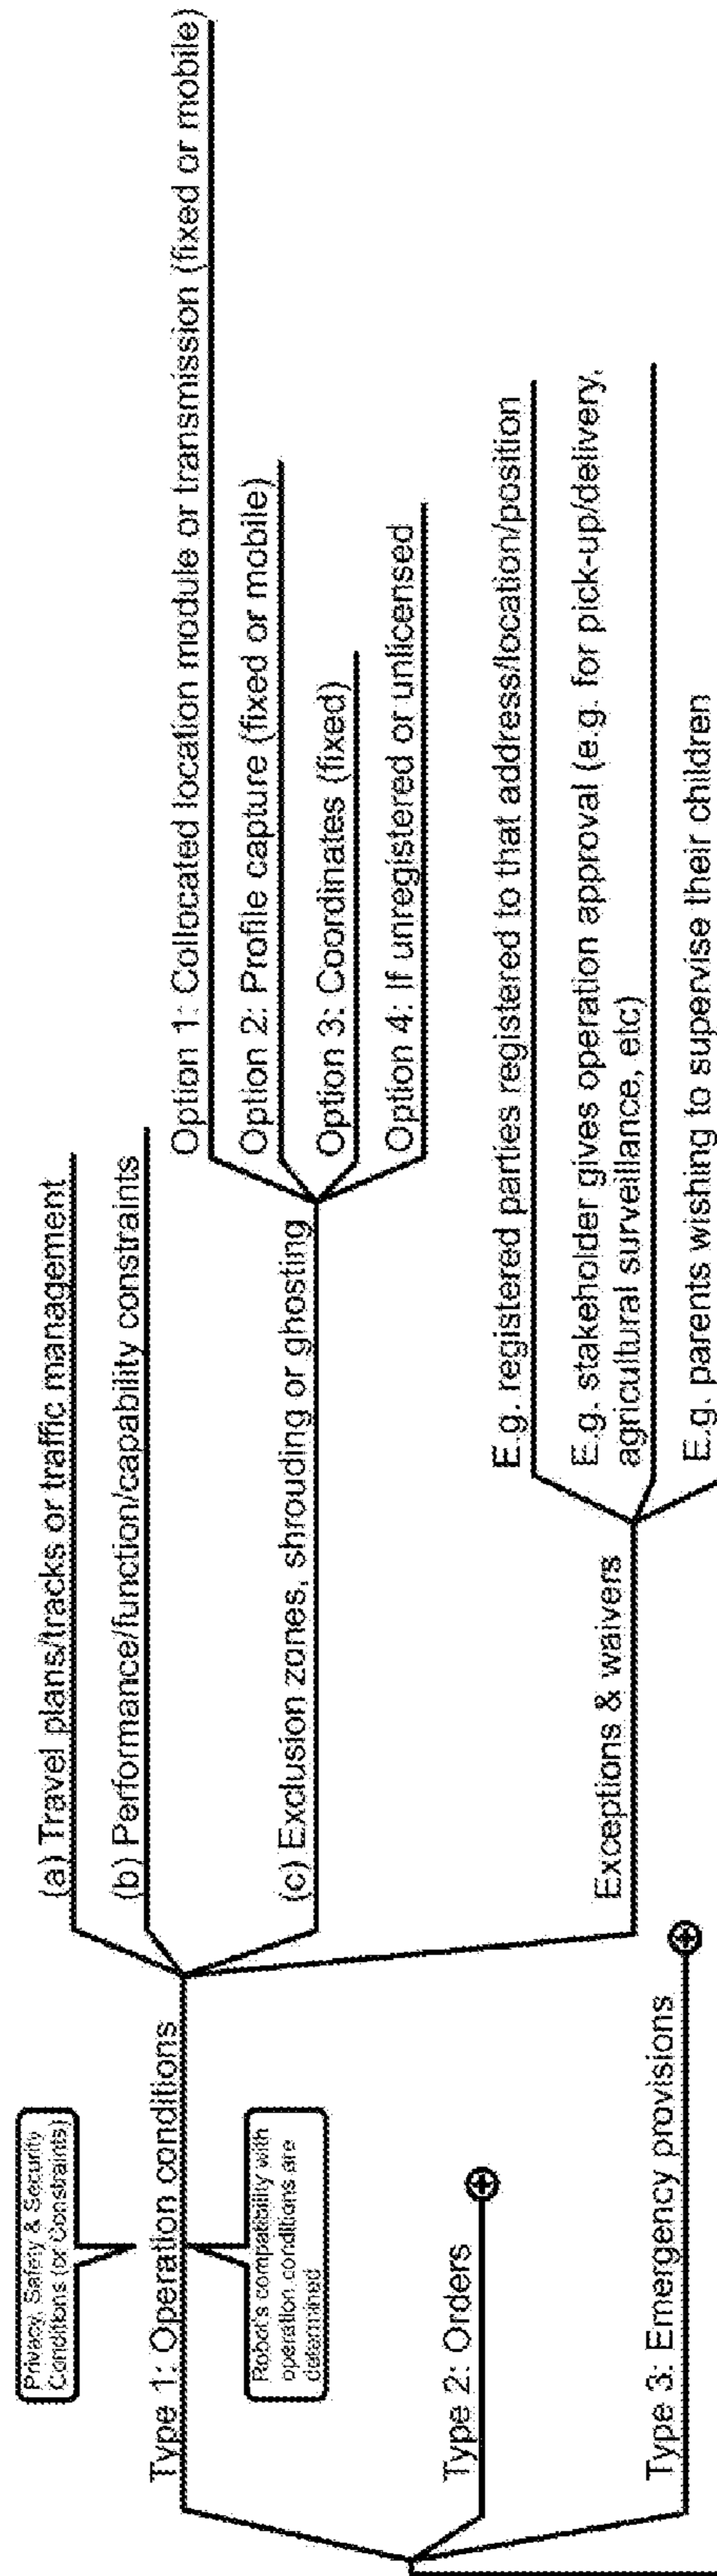 Privacy, Safety & Security
Conditions (or Constraints)
Type 1: Operation conditions
Robot's compatibility with
operation conditions are
determined
(a) Travel plans/tracks or traffic management
(b) Performance/function/capability constraints
(c) Exclusion zones, shrouding or ghosting
Option 1: Collocated location module or transmission (fixed or mobile)
Option 2: Profile capture (fixed or mobile)
Option 3: Coordinates (fixed)
Option 4: If unregistered or unlicensed
Exceptions & waivers
E.g. registered parties registered to that address/location/position
E.g. stakeholder gives operation approval (e.g. for pick-up/delivery,
agricultural surveillance, etc)
E.g. parents wishing to supervise their children
Type 2: Orders
Type 3: Emergency provisions